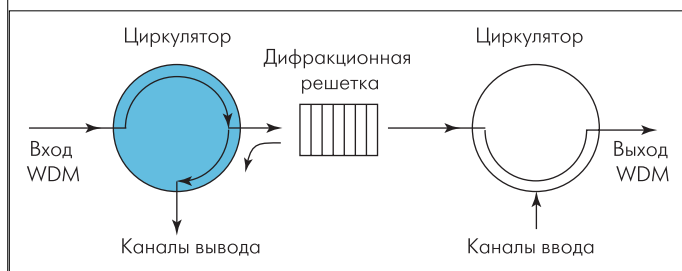 Циркулятор
Дифракционная
решетка
Циркулятор
Вход
WDM
Выход
WDM
Каналы вывода
Каналы ввода